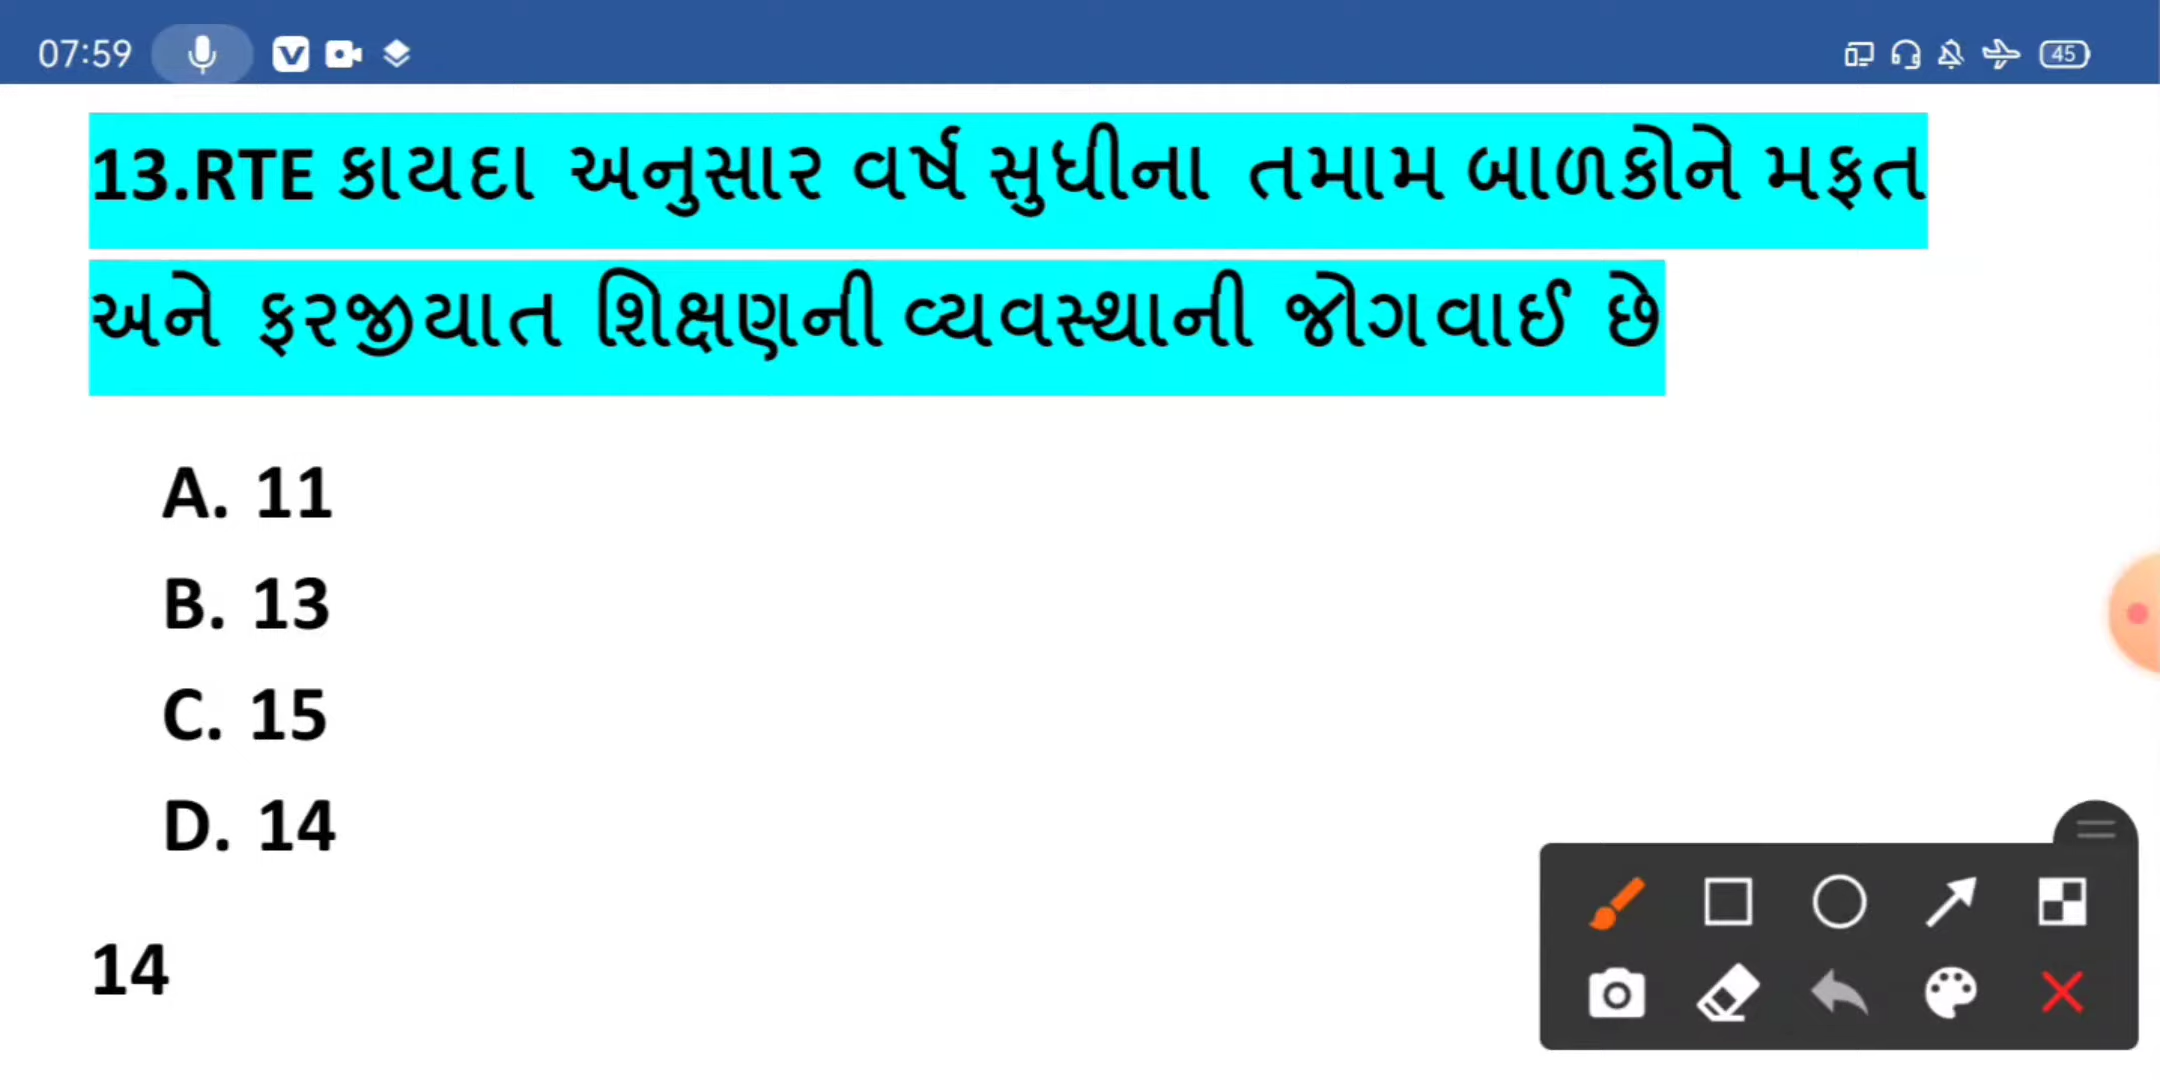 07:59
45
13.RTE કાયદા અનુસાર વર્ષ સુધીના તમામ બાળકોને મફત
અને ફરજીયાત શિક્ષણની વ્યવસ્થાની જોગવાઈ છે
A. 11
B. 13
C. 15
D. 14
14